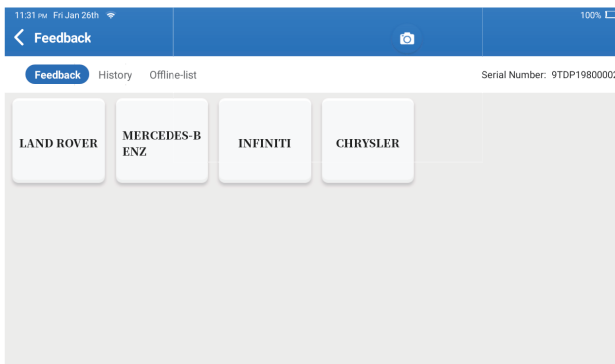 11:31 PM Fri Jan 26th
100%
Feedback
Feedback History Offline-list
Serial Number: 9TDP1980000
LAND ROVER
MERCEDES-B
ENZ
INFINITI
CHRYSLER